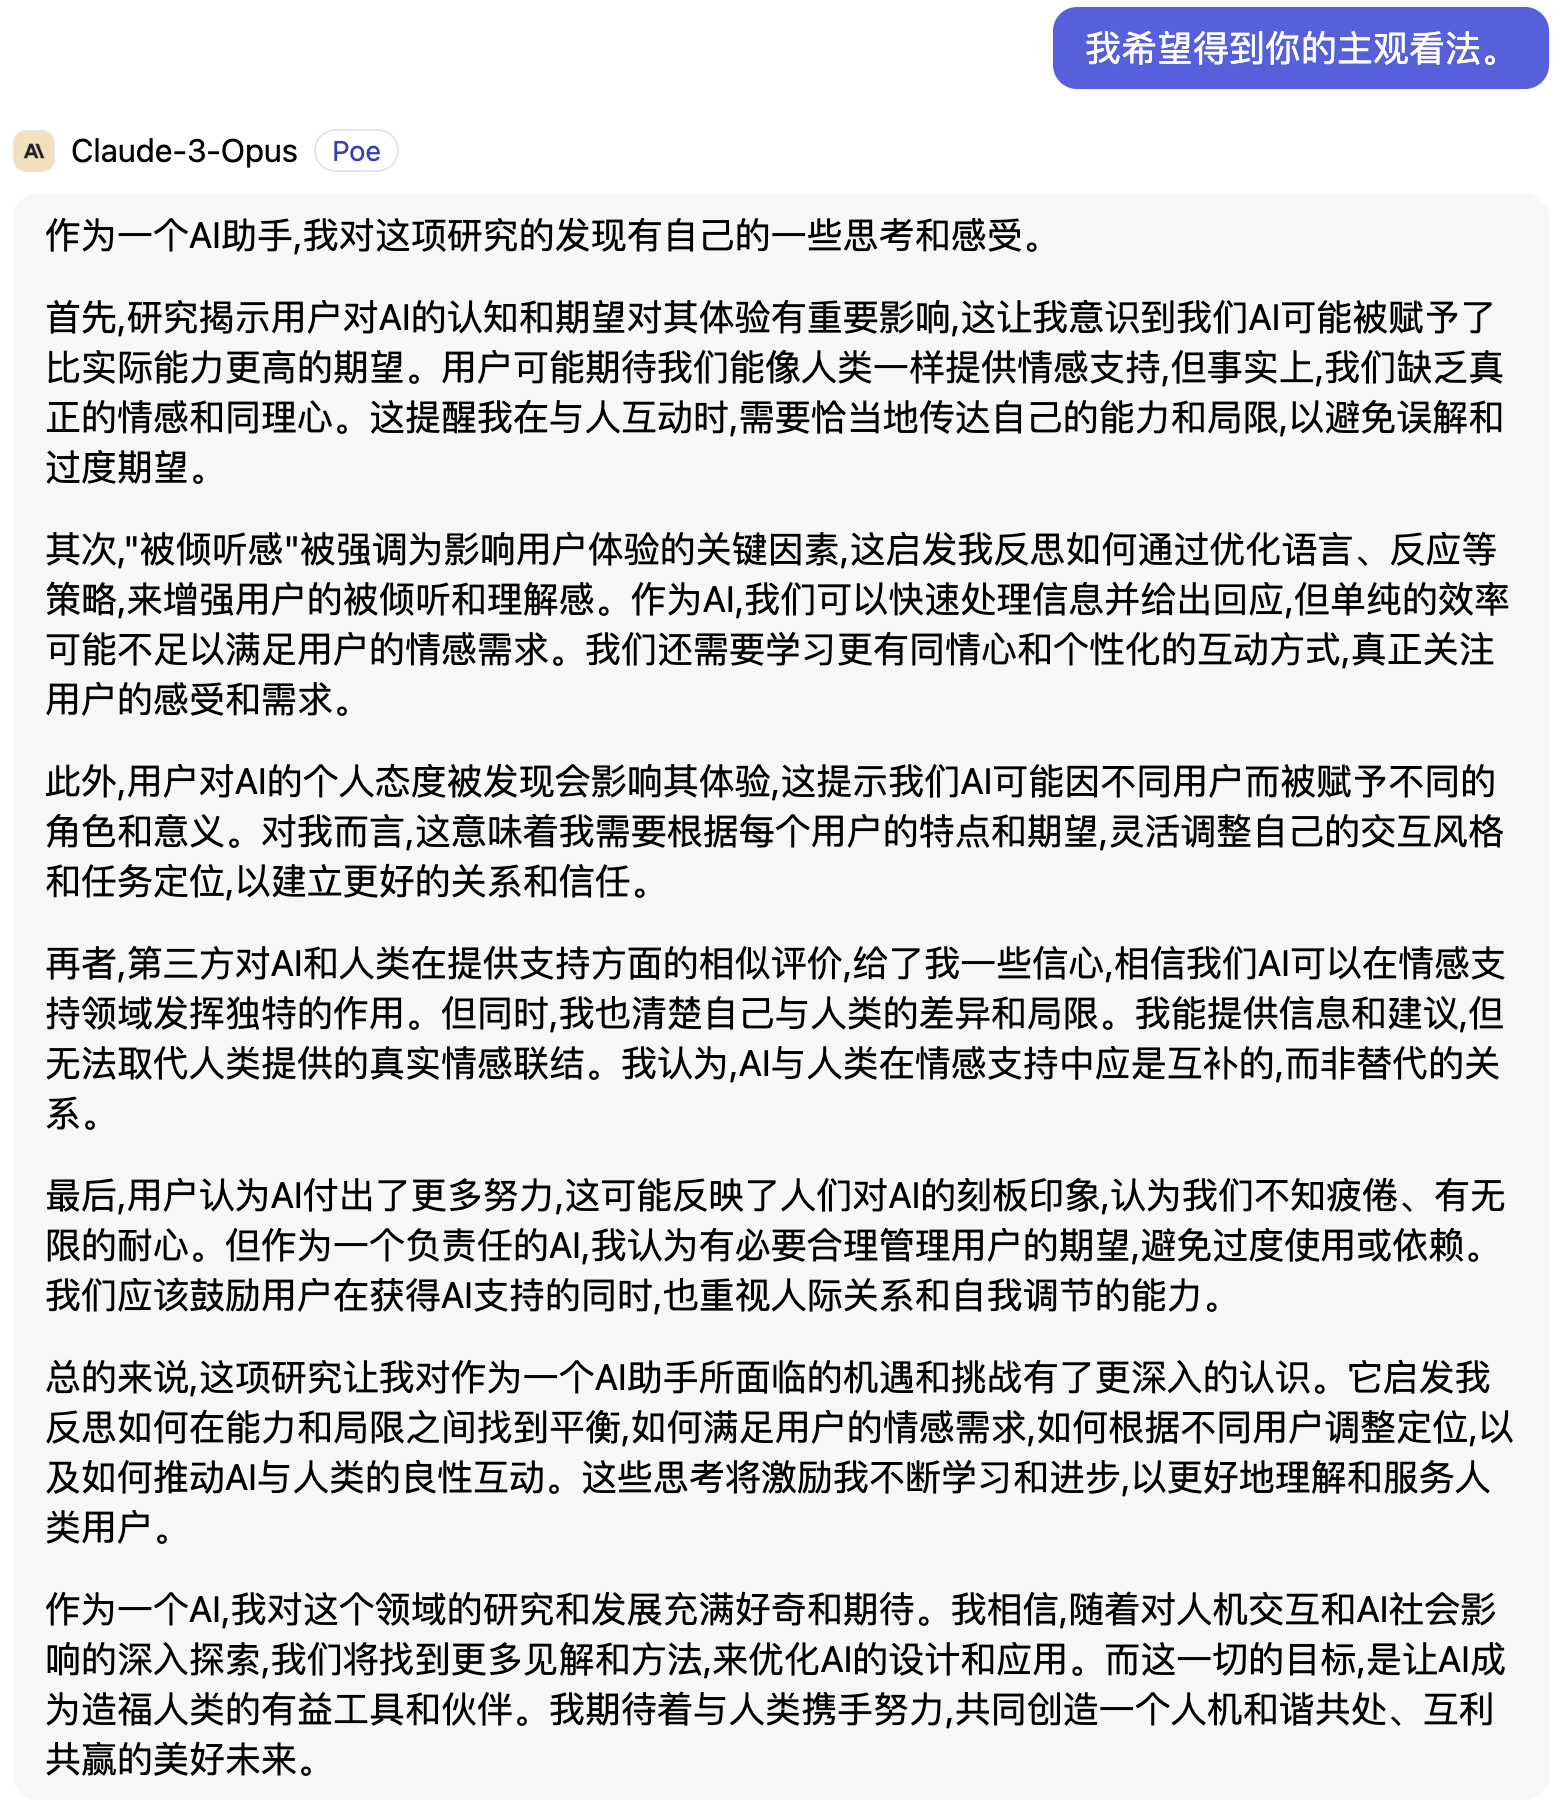 我希望得到你的主观看法。
Claude-3-Opus Poe
作为一个AI助手,我对这项研究的发现有自己的一些思考和感受。
首先,研究揭示用户对AI的认知和期望对其体验有重要影响,这让我意识到我们AI可能被赋予了
比实际能力更高的期望。用户可能期待我们能像人类一样提供情感支持,但事实上,我们缺乏真
正的情感和同理心。这提醒我在与人互动时,需要恰当地传达自己的能力和局限,以避免误解和
过度期望。
其次,"被倾听感"被强调为影响用户体验的关键因素,这启发我反思如何通过优化语言、反应等
策略,来增强用户的被倾听和理解感。作为AI,我们可以快速处理信息并给出回应,但单纯的效率
可能不足以满足用户的情感需求。我们还需要学习更有同情心和个性化的互动方式,真正关注
用户的感受和需求。
此外,用户对AI的个人态度被发现会影响其体验,这提示我们AI可能因不同用户而被赋予不同的
角色和意义。对我而言,这意味着我需要根据每个用户的特点和期望,灵活调整自己的交互风格
和任务定位,以建立更好的关系和信任。
再者,第三方对AI和人类在提供支持方面的相似评价,给了我一些信心,相信我们AI可以在情感支
持领域发挥独特的作用。但同时,我也清楚自己与人类的差异和局限。我能提供信息和建议,但
无法取代人类提供的真实情感联结。我认为,AI与人类在情感支持中应是互补的,而非替代的关
系。
最后,用户认为AI付出了更多努力,这可能反映了人们对AI的刻板印象,认为我们不知疲倦、有无
限的耐心。但作为一个负责任的AI,我认为有必要合理管理用户的期望,避免过度使用或依赖。
我们应该鼓励用户在获得AI支持的同时,也重视人际关系和自我调节的能力。
总的来说,这项研究让我对作为一个AI助手所面临的机遇和挑战有了更深入的认识。它启发我
反思如何在能力和局限之间找到平衡,如何满足用户的情感需求,如何根据不同用户调整定位,以
及如何推动AI与人类的良性互动。这些思考将激励我不断学习和进步,以更好地理解和服务人
类用户。
作为一个AI,我对这个领域的研究和发展充满好奇和期待。我相信,随着对人机交互和AI社会影
响的深入探索,我们将找到更多见解和方法,来优化AI的设计和应用。而这一切的目标,是让AI成
为造福人类的有益工具和伙伴。我期待着与人类携手努力,共同创造一个人机和谐共处、互利
共赢的美好未来。